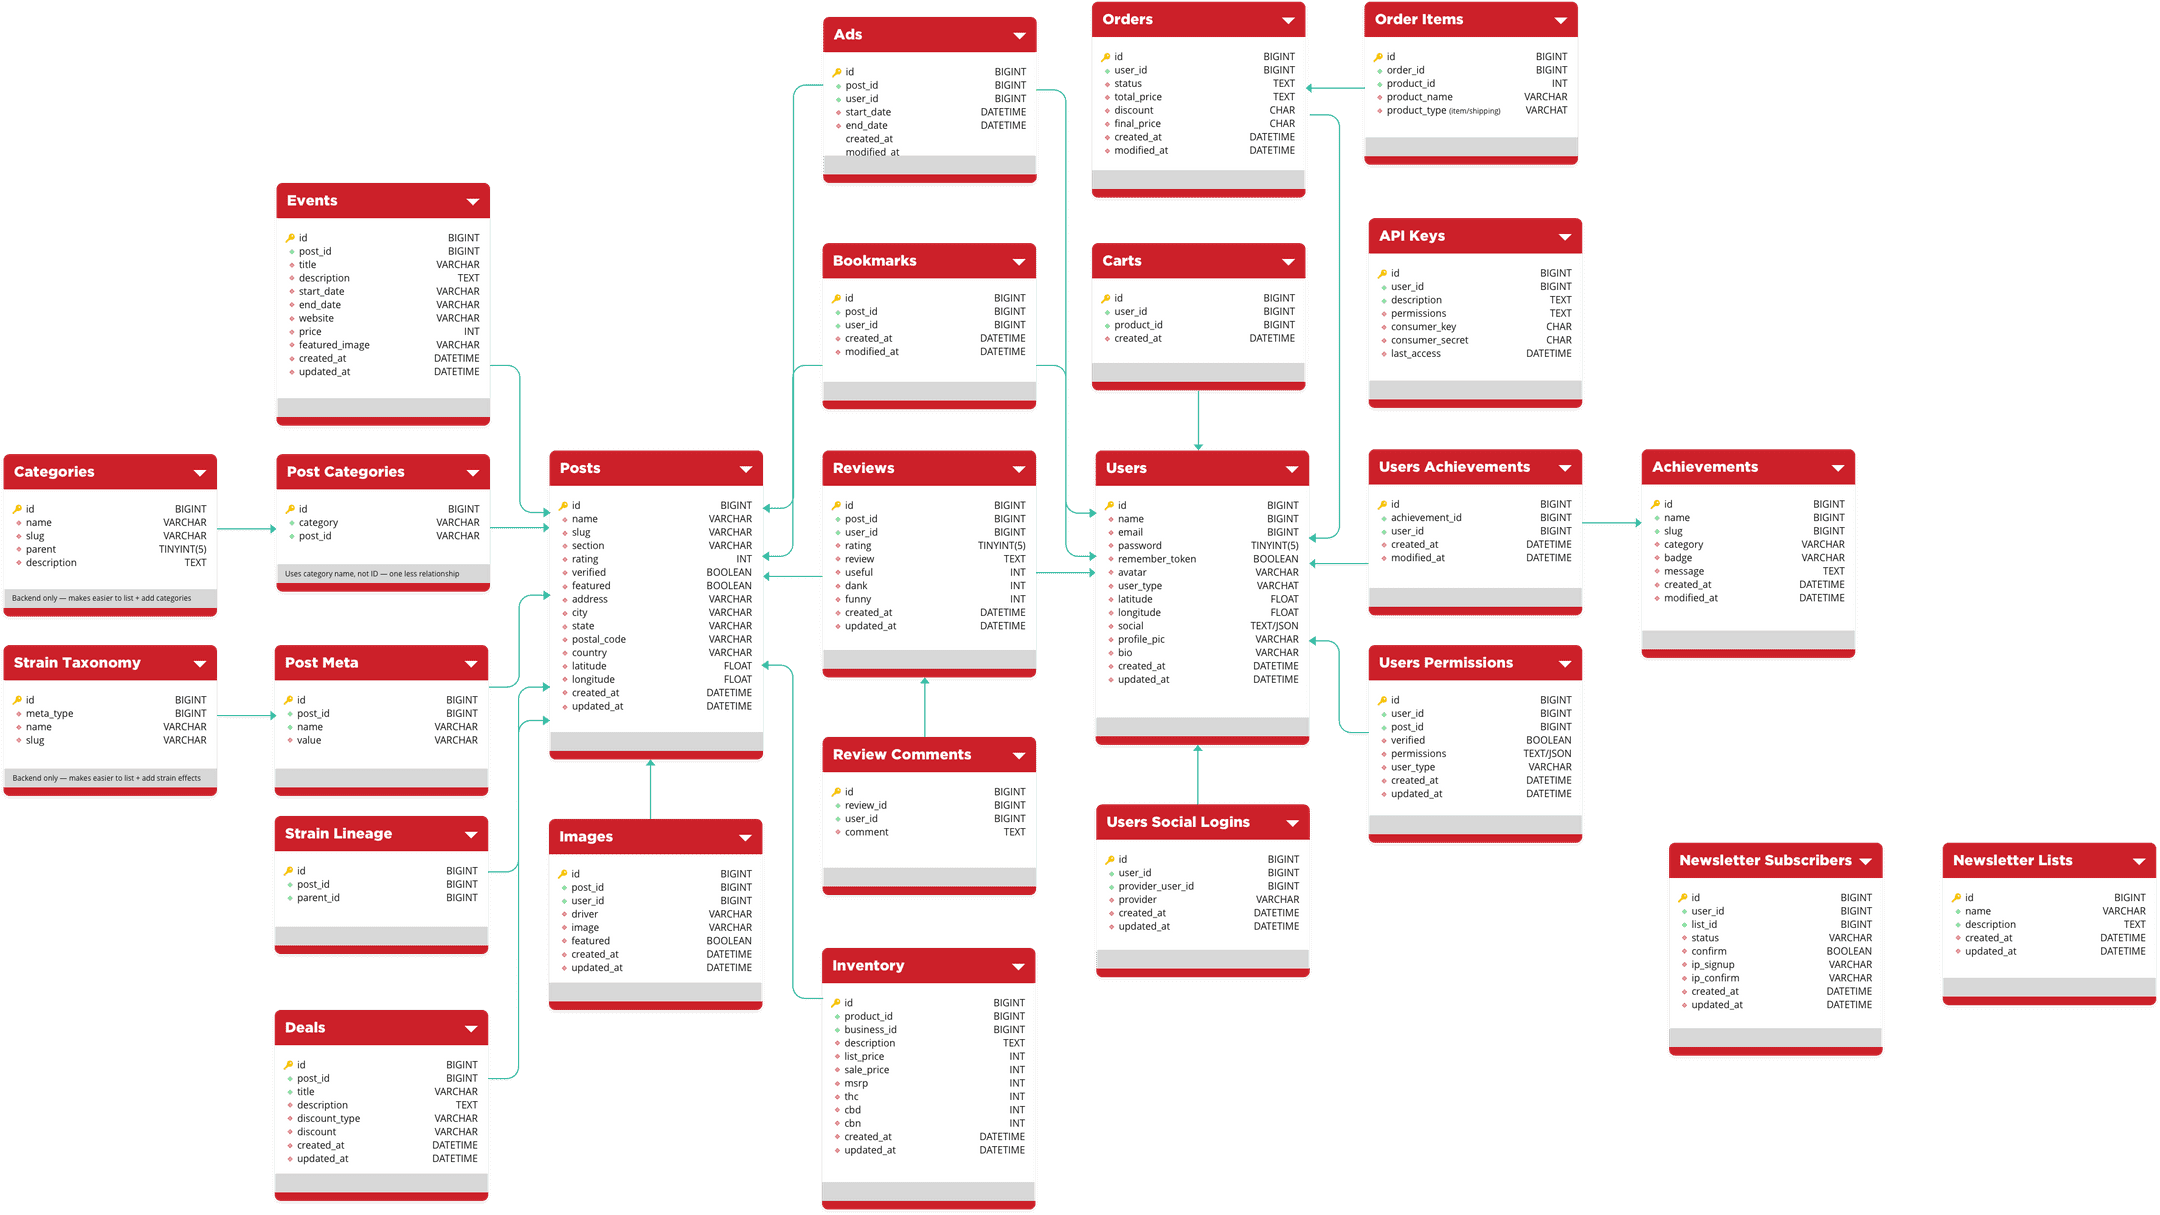 Ads
id BIGINT
post_id BIGINT
user_id BIGINT
start_date DATETIME
end_date DATETIME
created_at
modified_at
Orders
id BIGINT
user_id BIGINT
status TEXT
total_price TEXT
discount CHAR
final_price CHAR
created_at DATETIME
modified_at DATETIME
Order Items
id BIGINT
order_id BIGINT
product_id INT
product_name VARCHAR
product_type (item/shipping) VARCHAT
Events
id BIGINT
post_id BIGINT
title VARCHAR
description TEXT
start_date VARCHAR
end_date VARCHAR
website VARCHAR
price INT
featured_image VARCHAR
created_at DATETIME
updated_at DATETIME
Bookmarks
id BIGINT
post_id BIGINT
user_id BIGINT
created_at DATETIME
modified_at DATETIME
Carts
id BIGINT
user_id BIGINT
product_id BIGINT
created_at DATETIME
API Keys
id BIGINT
user_id BIGINT
description TEXT
permissions TEXT
consumer_key CHAR
consumer_secret CHAR
last_access DATETIME
Categories
id BIGINT
name VARCHAR
slug VARCHAR
parent TINYINT(5)
description TEXT
Backend only — makes easier to list + add categories
Post Categories
id BIGINT
category VARCHAR
post_id VARCHAR
Uses category name, not ID — one less relationship
Posts
id BIGINT
name VARCHAR
slug VARCHAR
section VARCHAR
rating INT
verified BOOLEAN
featured BOOLEAN
address VARCHAR
city VARCHAR
state VARCHAR
postal_code VARCHAR
country VARCHAR
latitude FLOAT
longitude FLOAT
created_at DATETIME
updated_at DATETIME
Reviews
id BIGINT
post_id BIGINT
user_id BIGINT
rating TINYINT(5)
review TEXT
useful INT
dank INT
funny INT
created_at DATETIME
updated_at DATETIME
Users
id BIGINT
name BIGINT
email BIGINT
password TINYINT(5)
remember_token BOOLEAN
avatar VARCHAR
user_type VARCHAT
latitude FLOAT
longitude FLOAT
social TEXT/JSON
profile_pic VARCHAR
bio VARCHAR
created_at DATETIME
updated_at DATETIME
Users Achievements
id BIGINT
achievement_id BIGINT
user_id BIGINT
created_at DATETIME
modified_at DATETIME
Achievements
id BIGINT
name BIGINT
slug BIGINT
category VARCHAR
badge VARCHAR
message TEXT
created_at DATETIME
modified_at DATETIME
Strain Taxonomy
id BIGINT
meta_type BIGINT
name VARCHAR
slug VARCHAR
Backend only — makes easier to list + add strain effects
Post Meta
id BIGINT
post_id BIGINT
name VARCHAR
value VARCHAR
Users Permissions
id BIGINT
user_id BIGINT
post_id BIGINT
verified BOOLEAN
permissions TEXT/JSON
user_type VARCHAR
created_at DATETIME
updated_at DATETIME
Review Comments
id BIGINT
review_id BIGINT
user_id BIGINT
comment TEXT
Strain Lineage
id BIGINT
post_id BIGINT
parent_id BIGINT
Images
id BIGINT
post_id BIGINT
user_id BIGINT
driver VARCHAR
image VARCHAR
featured BOOLEAN
created_at DATETIME
updated_at DATETIME
Users Social Logins
id BIGINT
user_id BIGINT
provider_user_id BIGINT
provider VARCHAR
created_at DATETIME
updated_at DATETIME
Newsletter Subscribers
id BIGINT
user_id BIGINT
list_id BIGINT
status VARCHAR
confirm BOOLEAN
ip_signup VARCHAR
ip_confirm VARCHAR
created_at DATETIME
updated_at DATETIME
Newsletter Lists
id BIGINT
name VARCHAR
description TEXT
created_at DATETIME
updated_at DATETIME
Inventory
id BIGINT
product_id BIGINT
business_id BIGINT
description TEXT
list_price INT
sale_price INT
msrp INT
thc INT
cbd INT
cbn INT
created_at DATETIME
updated_at DATETIME
Deals
id BIGINT
post_id BIGINT
title VARCHAR
description TEXT
discount_type VARCHAR
discount VARCHAR
created_at DATETIME
updated_at DATETIME